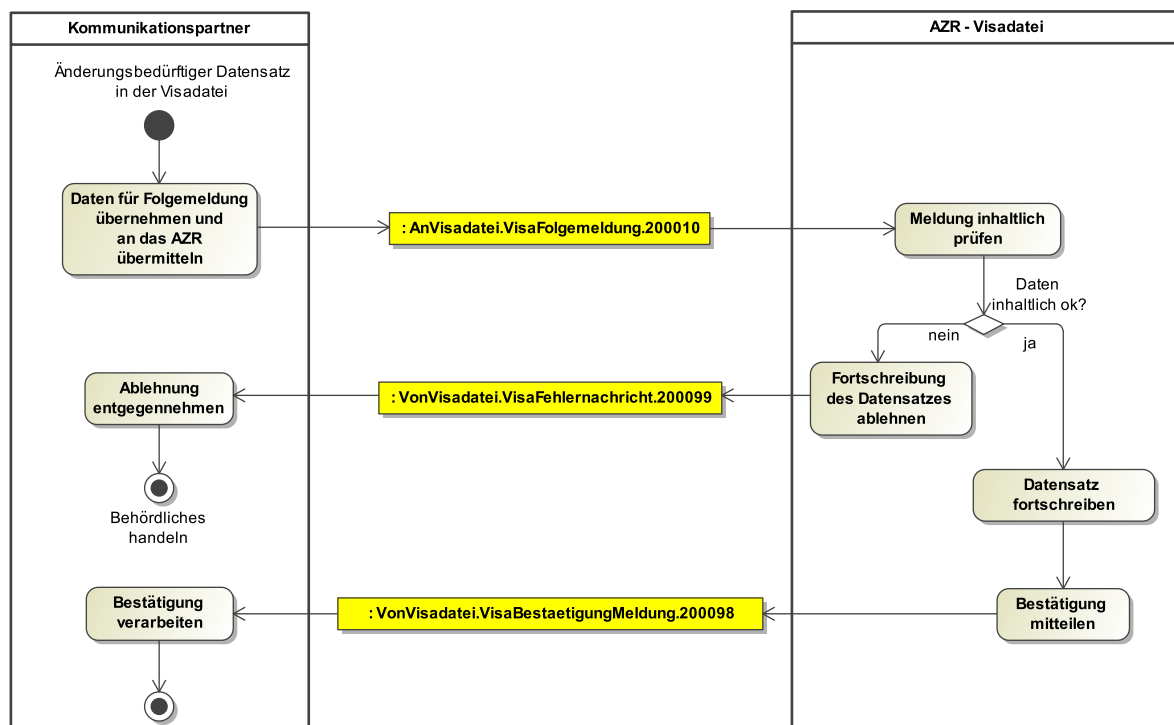 Kommunikationspartner
AZR - Visadatei
Änderungsbedürftiger Datensatz
in der Visadatei
Daten für Folgemeldung
übernehmen und
an das AZR
übermitteln
: AnVisadatei.VisaFolgemeldung.200010
Meldung inhaltlich
prüfen
Daten
inhaltlich ok?
nein
ja
Ablehnung
entgegennehmen
: VonVisadatei.VisaFehlernachricht.200099
Fortschreibung
des Datensatzes
ablehnen
Behördliches
handeln
Datensatz
fortschreiben
Bestätigung
verarbeiten
: VonVisadatei.VisaBestaetigungMeldung.200098
Bestätigung
mitteilen